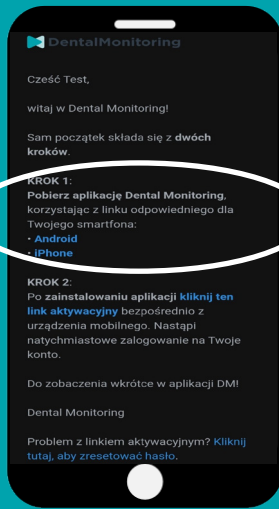 DentalMonitoring
Cześć Test,
witaj w Dental Monitoring!
Sam początek składa się z dwóch
kroków.
KROK 1:
Pobierz aplikację Dental Monitoring,
korzystając z linku odpowiedniego dla
Twojego smartfona:
• Android
• iPhone
KROK 2:
Po zainstalowaniu aplikacji kliknij ten
link aktywacyjny bezpośrednio z
urządzenia mobilnego. Nastąpi
natychmiastowe zalogowanie na Twoje
konto.
Do zobaczenia wkrótce w aplikacji DM!
Dental Monitoring
Problem z linkiem aktywacyjnym? Kliknij
tutaj, aby zresetować hasło.